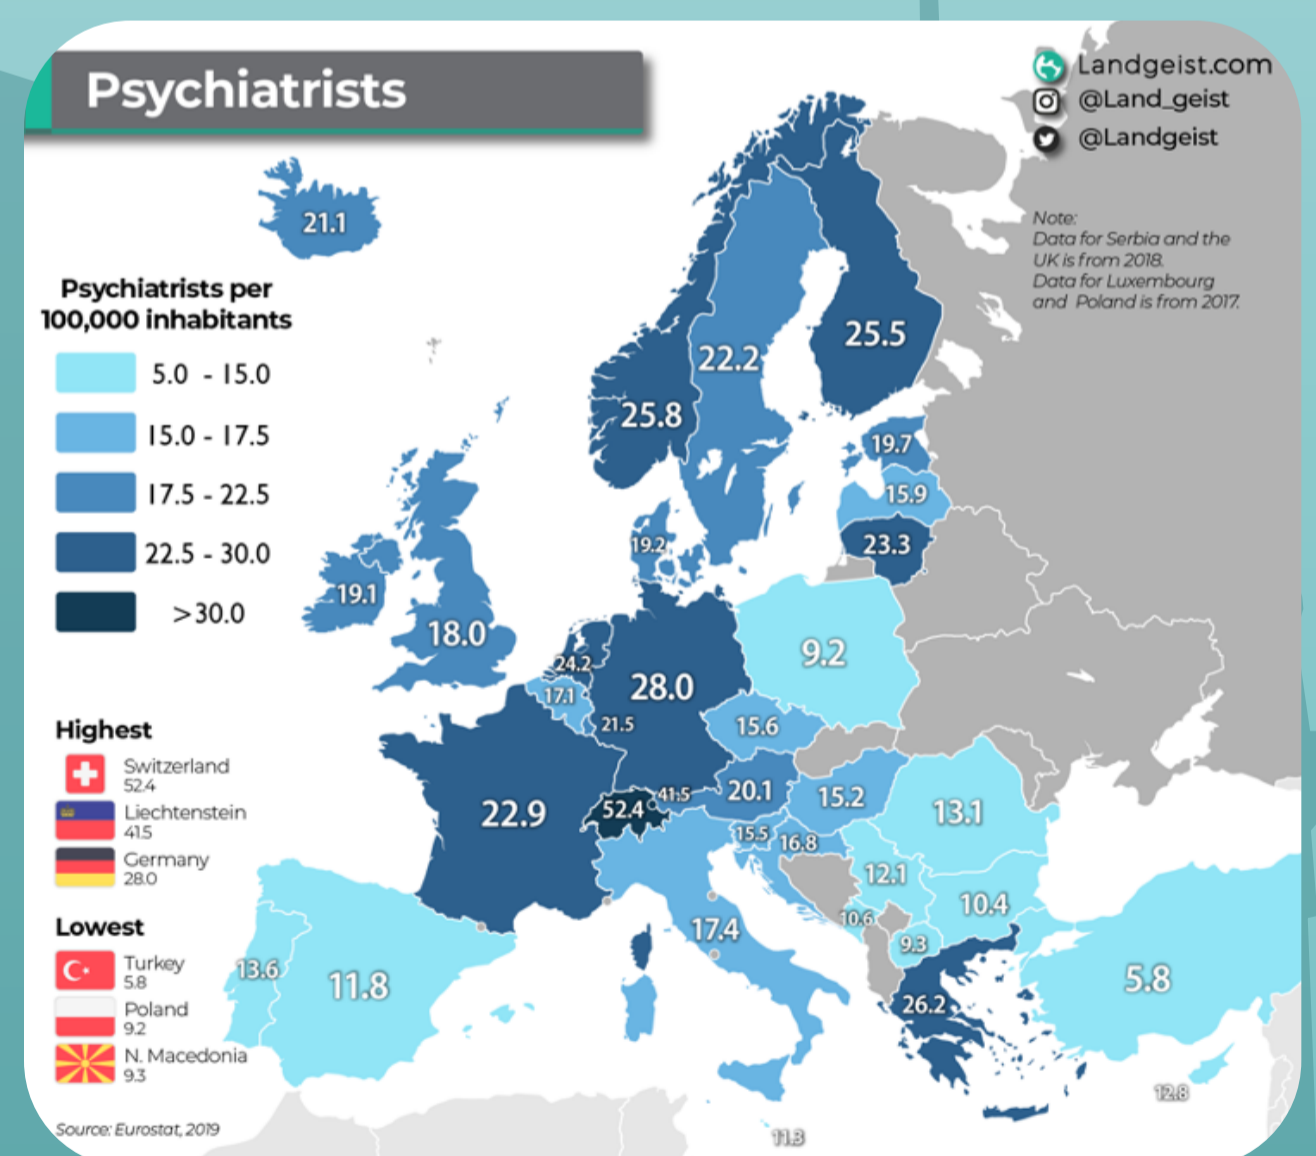 Psychiatrists
Landgeist.com
@Land_geist
@Landgeist
Note:
Data for Serbia and the
UK is from 2018.
Data for Luxembourg
and Poland is from 2017.
Psychiatrists per
100,000 inhabitants
5.0 - 15.0
15.0 - 17.5
17.5 - 22.5
22.5 - 30.0
>30.0
21.1
25.5
22.2
25.8
19.7
15.9
23.3
19.2
19.1
18.0
9.2
24.2
28.0
17.1
21.5
15.6
41.5
20.1
15.2
52.4
22.9
13.1
15.5
16.8
12.1
10.4
10.6
17.4
9.3
13.6
11.8
5.8
26.2
12.8
11.3
Highest
Switzerland
52.4
Liechtenstein
41.5
Germany
28.0
Lowest
Turkey
5.8
Poland
9.2
N. Macedonia
9.3
Source: Eurostat, 2019